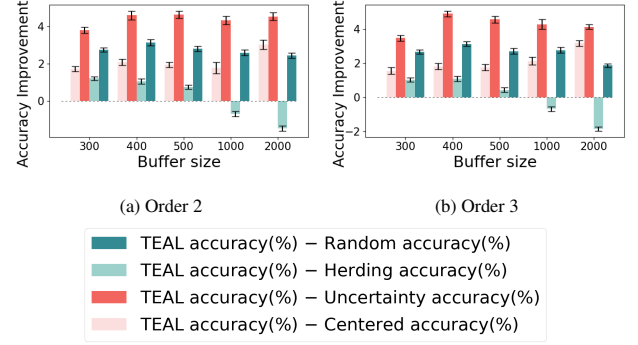 Accuracy Improvement
4
2
0
300 400 500 1000 2000
Buffer size
(a) Order 2
Accuracy Improvement
4
2
0
−2
300 400 500 1000 2000
Buffer size
(b) Order 3
TEAL accuracy(%) − Random accuracy(%)
TEAL accuracy(%) − Herding accuracy(%)
TEAL accuracy(%) − Uncertainty accuracy(%)
TEAL accuracy(%) − Centered accuracy(%)